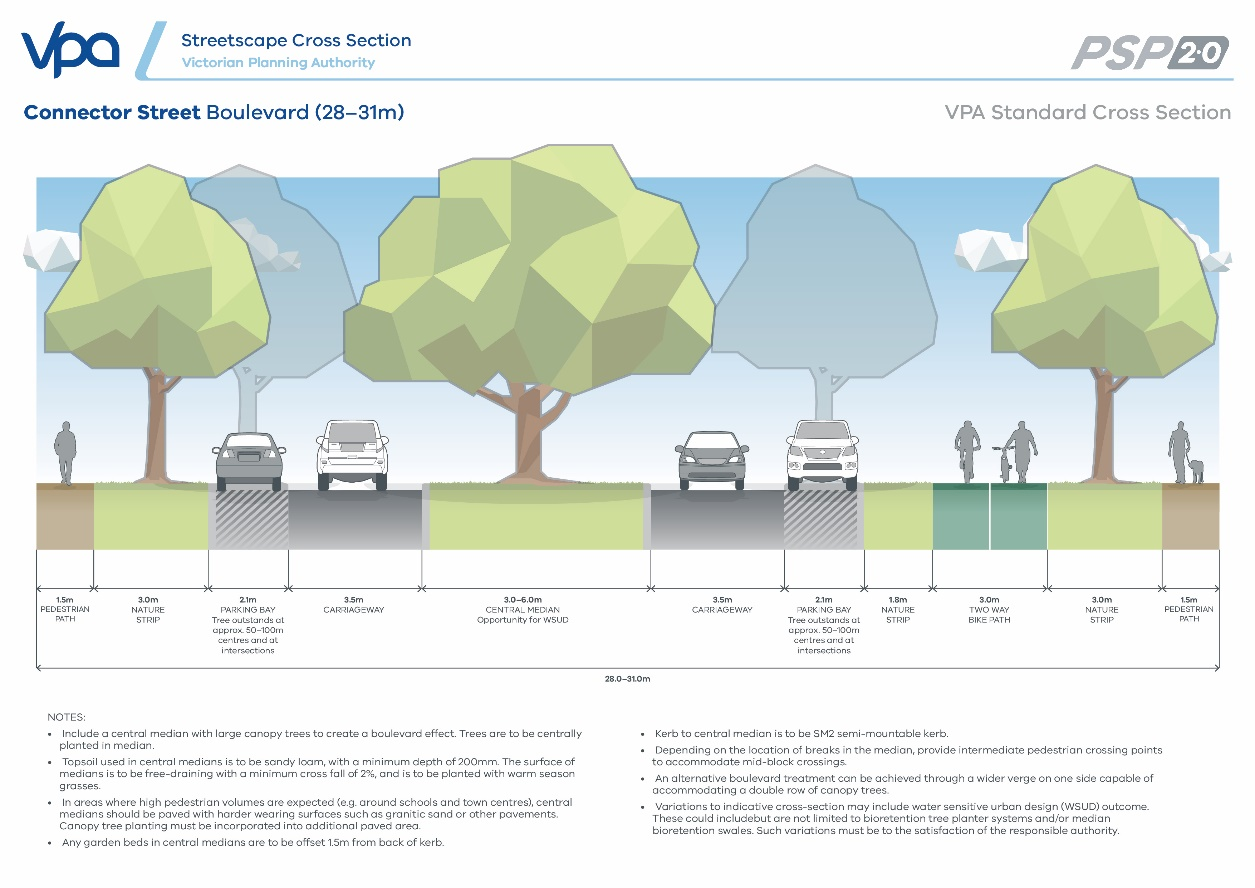 vpa
Streetscape Cross Section
Victorian Planning Authority
PSP 2·0
Connector Street Boulevard (28–31m)
VPA Standard Cross Section
1.5m
PEDESTRIAN
PATH
3.0m
NATURE
STRIP
2.1m
PARKING BAY
Tree outstands at
approx. 50–100m
centres and at
intersections
3.5m
CARRIAGEWAY
3.0–6.0m
CENTRAL MEDIAN
Opportunity for WSUD
3.5m
CARRIAGEWAY
2.1m
PARKING BAY
Tree outstands at
approx. 50–100m
centres and at
intersections
1.8m
NATURE
STRIP
3.0m
TWO WAY
BIKE PATH
3.0m
NATURE
STRIP
1.5m
PEDESTRIAN
PATH
28.0–31.0m
NOTES:
• Include a central median with large canopy trees to create a boulevard effect. Trees are to be centrally
planted in median.
• Topsoil used in central medians is to be sandy loam, with a minimum depth of 200mm. The surface of
medians is to be free-draining with a minimum cross fall of 2%, and is to be planted with warm season
grasses.
• In areas where high pedestrian volumes are expected (e.g. around schools and town centres), central
medians should be paved with harder wearing surfaces such as granitic sand or other pavements.
Canopy tree planting must be incorporated into additional paved area.
• Any garden beds in central medians are to be offset 1.5m from back of kerb.
• Kerb to central median is to be SM2 semi-mountable kerb.
• Depending on the location of breaks in the median, provide intermediate pedestrian crossing points
to accommodate mid-block crossings.
• An alternative boulevard treatment can be achieved through a wider verge on one side capable of
accommodating a double row of canopy trees.
• Variations to indicative cross-section may include water sensitive urban design (WSUD) outcome.
These could includebut are not limited to bioretention tree planter systems and/or median
bioretention swales. Such variations must be to the satisfaction of the responsible authority.